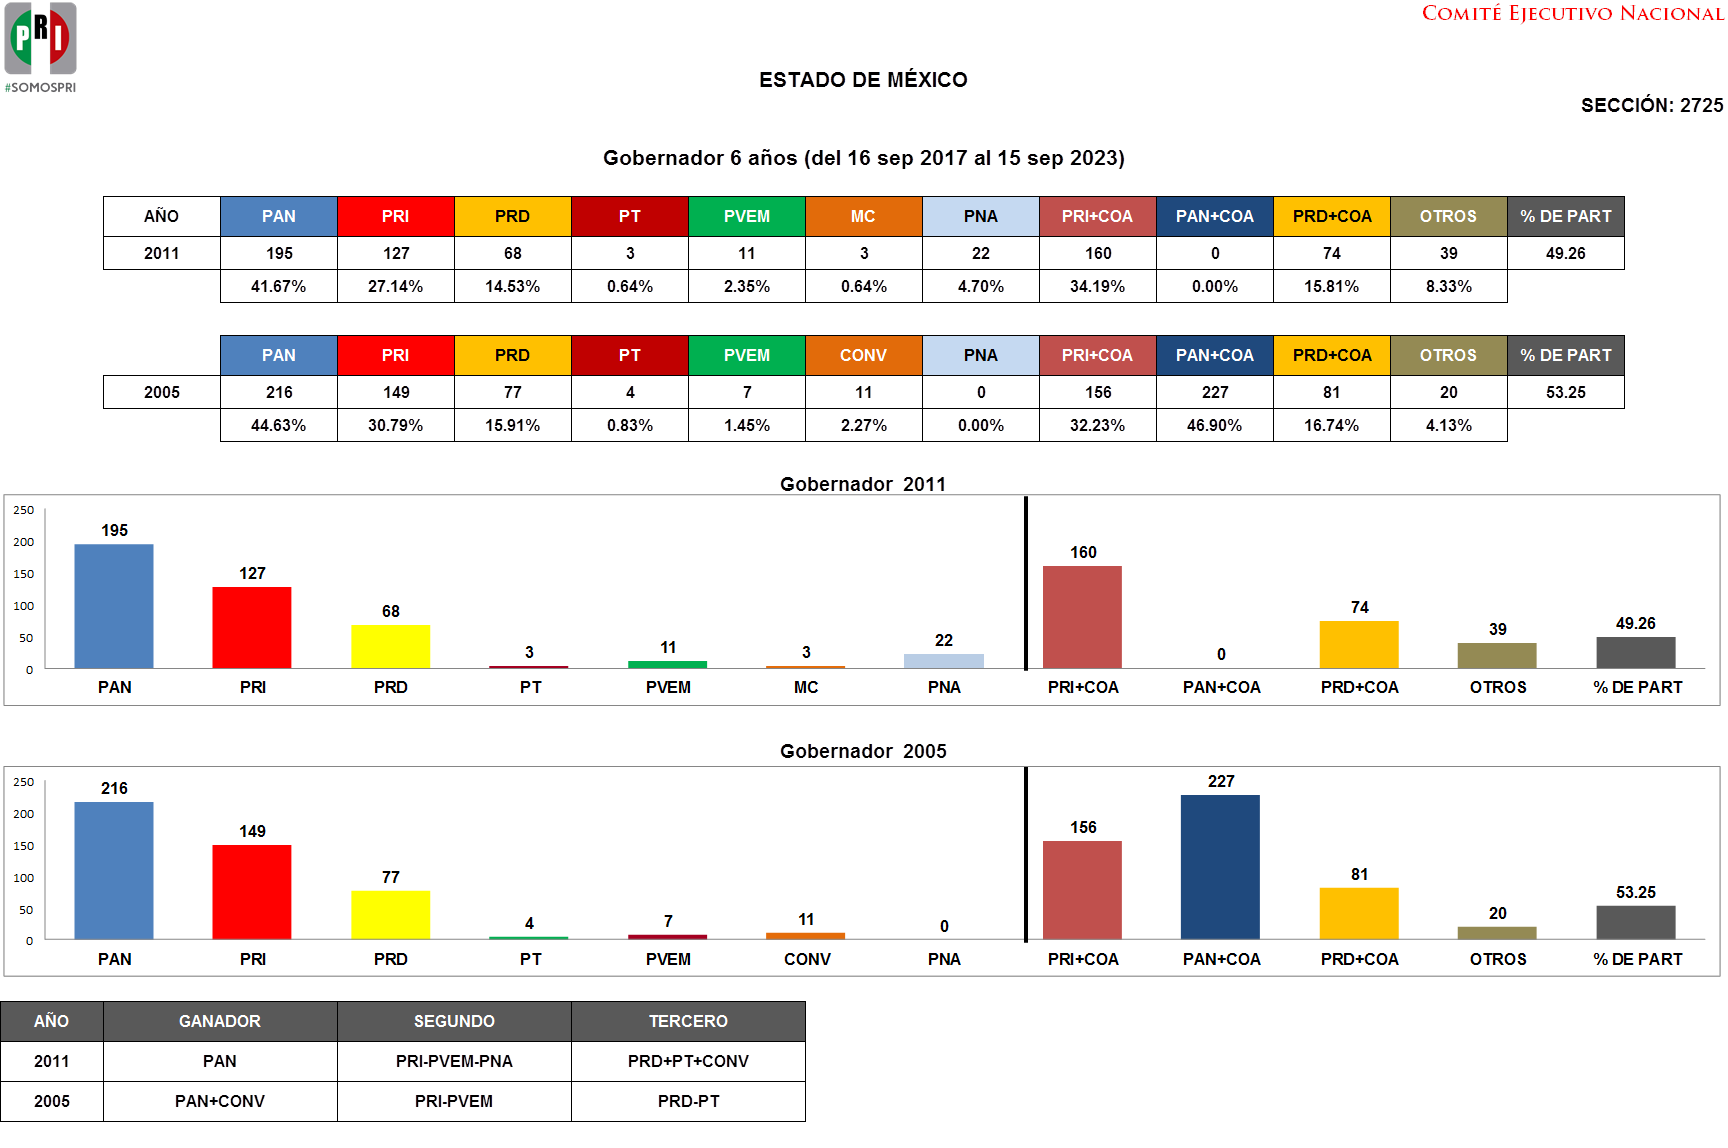 PRI
#SOMOSPRI
COMITÉ EJECUTIVO NACIONAL
ESTADO DE MÉXICO
SECCIÓN: 2725
Gobernador 6 años (del 16 sep 2017 al 15 sep 2023)
AÑO PAN PRI PRD PT PVEM MC PNA PRI+COA PAN+COA PRD+COA OTROS % DE PART
2011 195 127 68 3 11 3 22 160 0 74 39 49.26
41.67% 27.14% 14.53% 0.64% 2.35% 0.64% 4.70% 34.19% 0.00% 15.81% 8.33%
PAN PRI PRD PT PVEM CONV PNA PRI+COA PAN+COA PRD+COA OTROS % DE PART
2005 216 149 77 4 7 11 0 156 227 81 20 53.25
44.63% 30.79% 15.91% 0.83% 1.45% 2.27% 0.00% 32.23% 46.90% 16.74% 4.13%
Gobernador 2011
250
200
150
100
50
0
195 127 68 3 11 3 22 160 0 74 39 49.26
PAN PRI PRD PT PVEM MC PNA PRI+COA PAN+COA PRD+COA OTROS % DE PART
Gobernador 2005
250
200
150
100
50
0
216 149 77 4 7 11 0 156 227 81 20 53.25
PAN PRI PRD PT PVEM CONV PNA PRI+COA PAN+COA PRD+COA OTROS % DE PART
AÑO GANADOR SEGUNDO TERCERO
2011 PAN PRI-PVEM-PNA PRD+PT+CONV
2005 PAN+CONV PRI-PVEM PRD-PT